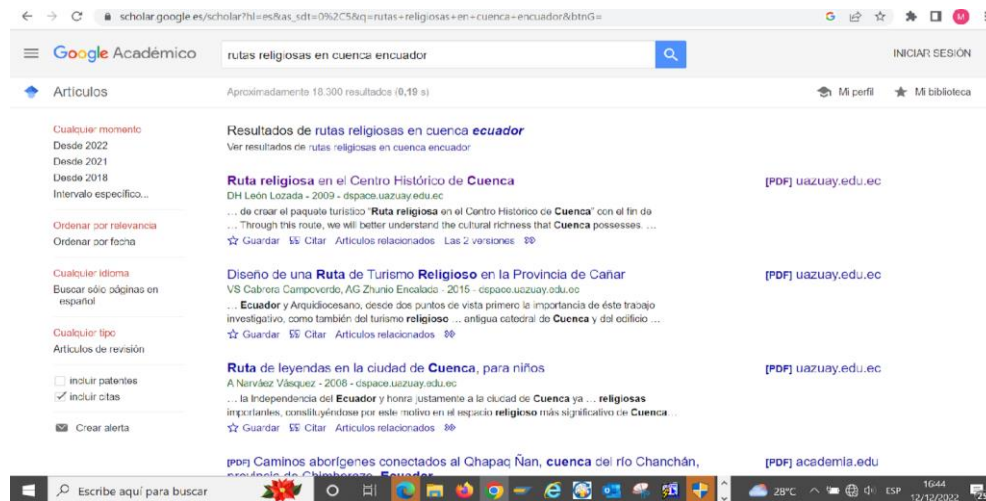 scholar.google.es/scholar?hl=es&as_sdt=0%2C5&q=rutas+religiosas+en+cuenca+encuador&btnG=
Google Académico
rutas religiosas en cuenca encuador
INICIAR SESIÓN
Artículos
Aproximadamente 18.300 resultados (0,19 s)
Mi perfil
Mi biblioteca
Cualquier momento
Desde 2022
Desde 2021
Desde 2018
Intervalo específico...
Ordenar por relevancia
Ordenar por fecha
Cualquier idioma
Buscar sólo páginas en
español
Cualquier tipo
Artículos de revisión
incluir patentes
incluir citas
Crear alerta
Resultados de rutas religiosas en cuenca ecuador
Ver resultados de rutas religiosas en cuenca encuador
Ruta religiosa en el Centro Histórico de Cuenca
[PDF] uazuay.edu.ec
DH León Lozada - 2009 - dspace.uazuay.edu.ec
... de crear el paquete turístico "Ruta religiosa en el Centro Histórico de Cuenca" con el fin de
... Through this route, we will better understand the cultural richness that Cuenca possesses. ...
Guardar Citar Artículos relacionados Las 2 versiones
Diseño de una Ruta de Turismo Religioso en la Provincia de Cañar
[PDF] uazuay.edu.ec
VS Cabrera Campoverde, AG Zhunio Encalada - 2015 - dspace.uazuay.edu.ec
... Ecuador y Arquidiocesano, desde dos puntos de vista primero la importancia de éste trabajo
investigativo, como también del turismo religioso ... antigua catedral de Cuenca y del edificio ...
Guardar Citar Artículos relacionados
Ruta de leyendas en la ciudad de Cuenca, para niños
[PDF] uazuay.edu.ec
A Narváez Vásquez - 2008 - dspace.uazuay.edu.ec
... la Independencia del Ecuador y honra justamente a la ciudad de Cuenca ya ... religiosas
importantes, constituyéndose por este motivo en el espacio religioso más significativo de Cuenca...
Guardar Citar Artículos relacionados
[PDF] Caminos aborígenes conectados al Qhapaq Ñan, cuenca del río Chanchán,
[PDF] academia.edu
provincia de Chimborazo, Ecuador
Escribe aquí para buscar
28°C
ESP
16:44
12/12/2022